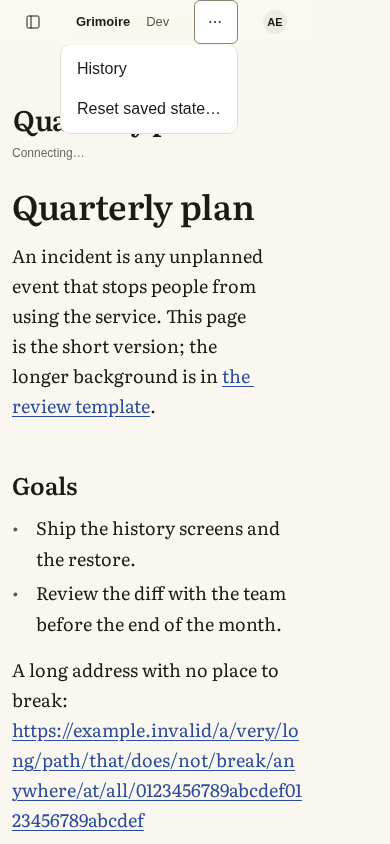 Grimoire Dev ... AE
History
Reset saved state…
Connecting…
Quarterly plan
An incident is any unplanned
event that stops people from
using the service. This page
is the short version; the
longer background is in the
review template.
Goals
• Ship the history screens and
the restore.
• Review the diff with the team
before the end of the month.
A long address with no place to
break:
https://example.invalid/a/very/lo
ng/path/that/does/not/break/an
ywhere/at/all/0123456789abcdef01
23456789abcdef